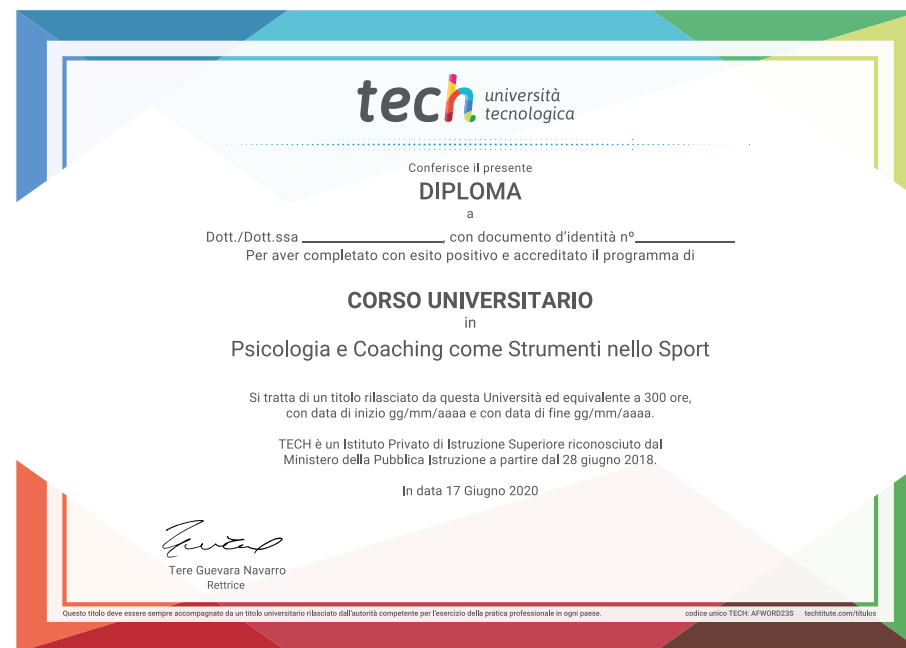 tech università
tecnologica
Conferisce il presente
DIPLOMA
a
Dott./Dott.ssa ____________________, con documento d'identità nº______________
Per aver completato con esito positivo e accreditato il programma di
CORSO UNIVERSITARIO
in
Psicologia e Coaching come Strumenti nello Sport
Si tratta di un titolo rilasciato da questa Università ed equivalente a 300 ore,
con data di inizio gg/mm/aaaa e con data di fine gg/mm/aaaa.
TECH è un Istituto Privato di Istruzione Superiore riconosciuto dal
Ministero della Pubblica Istruzione a partire dal 28 giugno 2018.
In data 17 Giugno 2020
Tere Guevara Navarro
Rettrice
Questo titolo deve essere sempre accompagnato da un titolo universitario rilasciato dall'autorità competente per l'esercizio della pratica professionale in ogni paese. codice unico TECH: AFWORD23S techtitute.com/titulos